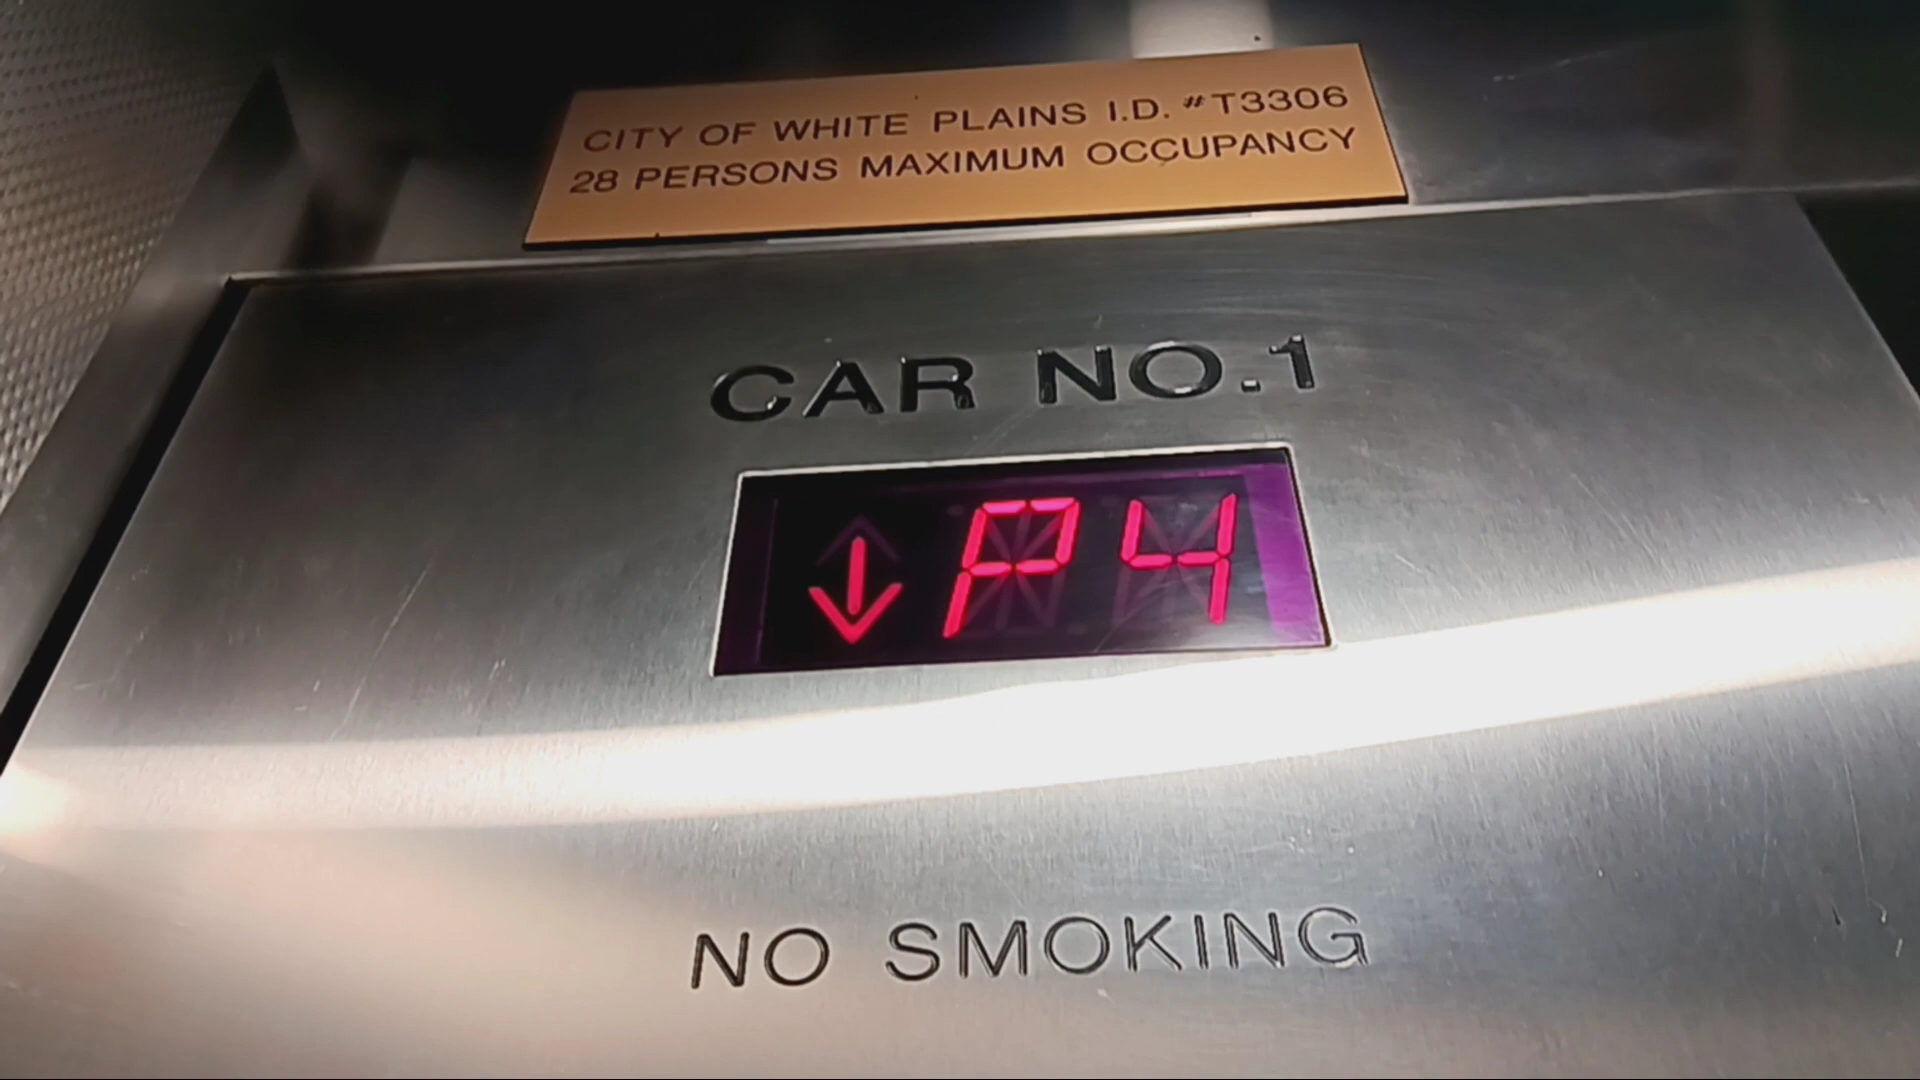 CITY OF WHITE PLAINS I.D. #T3306
28 PERSONS MAXIMUM OCCUPANCY
CAR NO.1
↓ P4
NO SMOKING